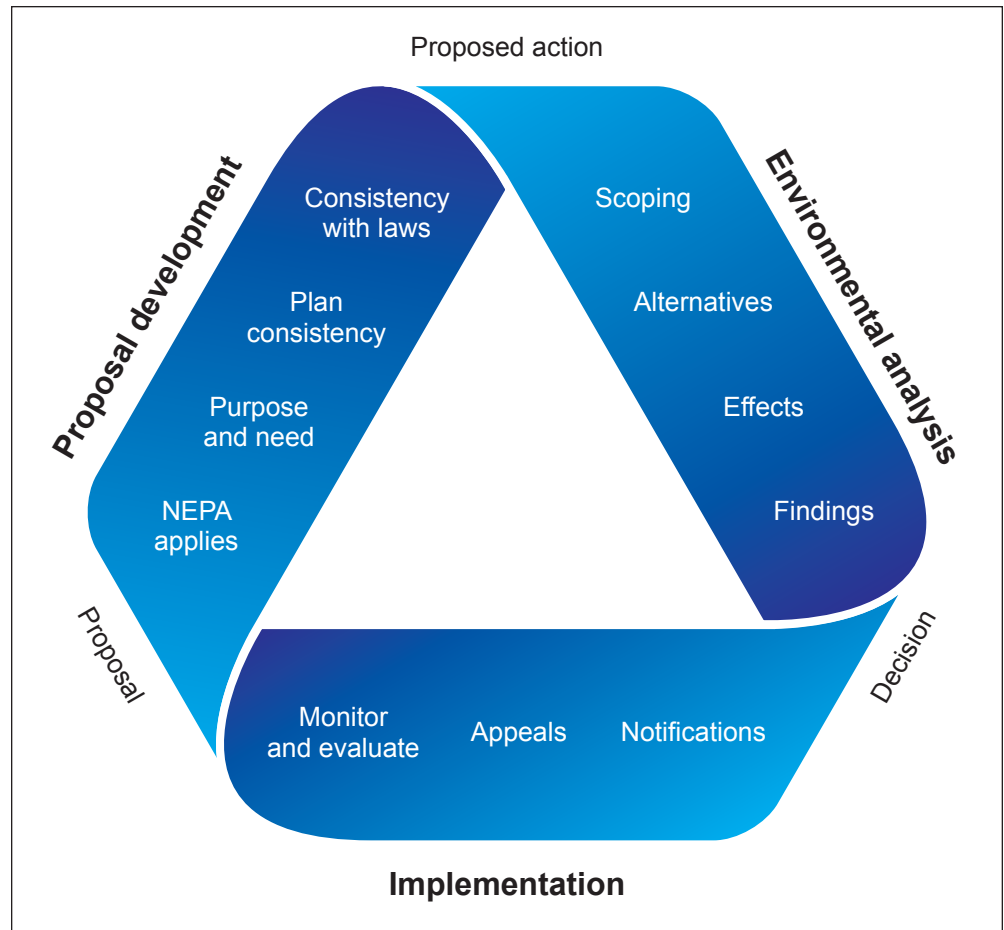 Proposed action
Proposal development
Consistency
with laws
Plan
consistency
Purpose
and need
NEPA
applies
Proposal
Environmental analysis
Scoping
Alternatives
Effects
Findings
Decision
Monitor
and evaluate
Appeals
Notifications
Implementation